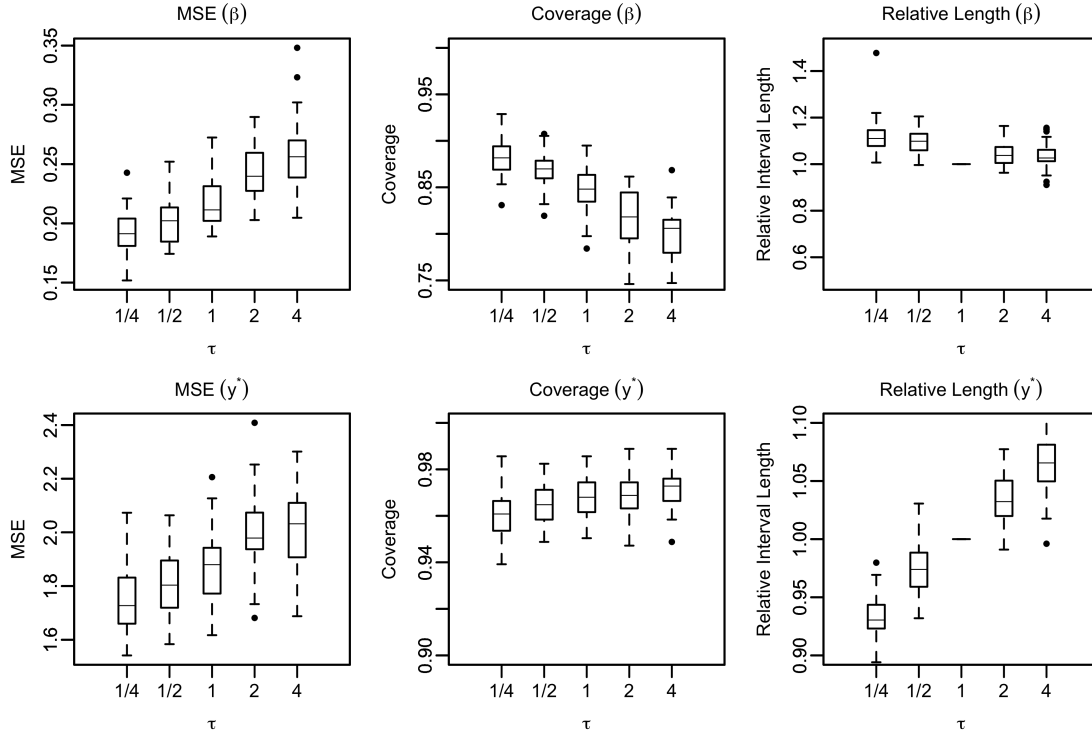 MSE (β)
MSE
0.15 0.20 0.25 0.30 0.35
1/4 1/2 1 2 4
τ
Coverage (β)
Coverage
0.75 0.85 0.95
1/4 1/2 1 2 4
τ
Relative Length (β)
Relative Interval Length
0.6 0.8 1.0 1.2 1.4
1/4 1/2 1 2 4
τ
MSE (y*)
MSE
1.6 1.8 2.0 2.2 2.4
1/4 1/2 1 2 4
τ
Coverage (y*)
Coverage
0.90 0.94 0.98
1/4 1/2 1 2 4
τ
Relative Length (y*)
Relative Interval Length
0.90 0.95 1.00 1.05 1.10
1/4 1/2 1 2 4
τ